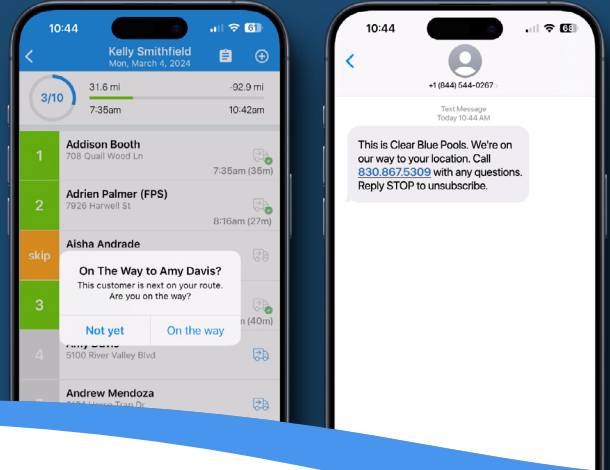 10:44
61
Kelly Smithfield
Mon, March 4, 2024
3/10
31.6 mi
-92.9 mi
7:35am
10:42am
1
Addison Booth
708 Quail Wood Ln
7:35am (35m)
2
Adrien Palmer (FPS)
7926 Harwell St
8:16am (27m)
skip
Aisha Andrade
On The Way to Amy Davis?
This customer is next on your route.
Are you on the way?
Not yet
On the way
3
(40m)
4
Amy Davis
5100 River Valley Blvd
Andrew Mendoza
10:44
63
+1 (844) 544-0267
Text Message
Today 10:44 AM
This is Clear Blue Pools. We're on
our way to your location. Call
830.867.5309 with any questions.
Reply STOP to unsubscribe.